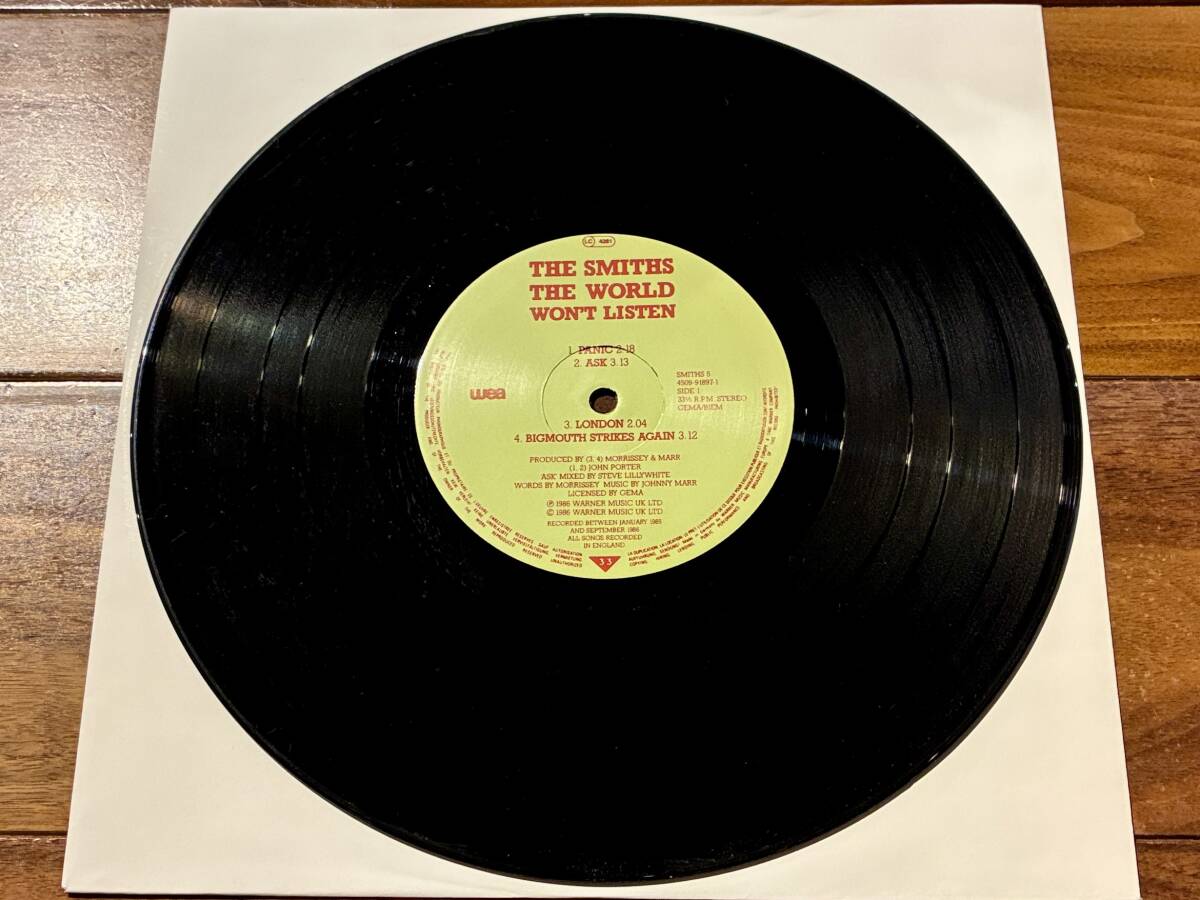 LC 4281
THE SMITHS
THE WORLD
WON'T LISTEN
1. PANIC 2.18
2. ASK 3.13
wea
SMITHS 5
4509-91897-1
SIDE 1
33⅓ R.P.M. STEREO
GEMA/BIEM
3. LONDON 2.04
4. BIGMOUTH STRIKES AGAIN 3.12
PRODUCED BY (3, 4) MORRISSEY & MARR
(1, 2) JOHN PORTER
'ASK' MIXED BY STEVE LILLYWHITE
WORDS BY MORRISSEY MUSIC BY JOHNNY MARR
LICENSED BY GEMA
℗ 1986 WARNER MUSIC UK LTD
© 1986 WARNER MUSIC UK LTD
RECORDED BETWEEN JANUARY 1985
AND SEPTEMBER 1986
ALL SONGS RECORDED
IN ENGLAND
33